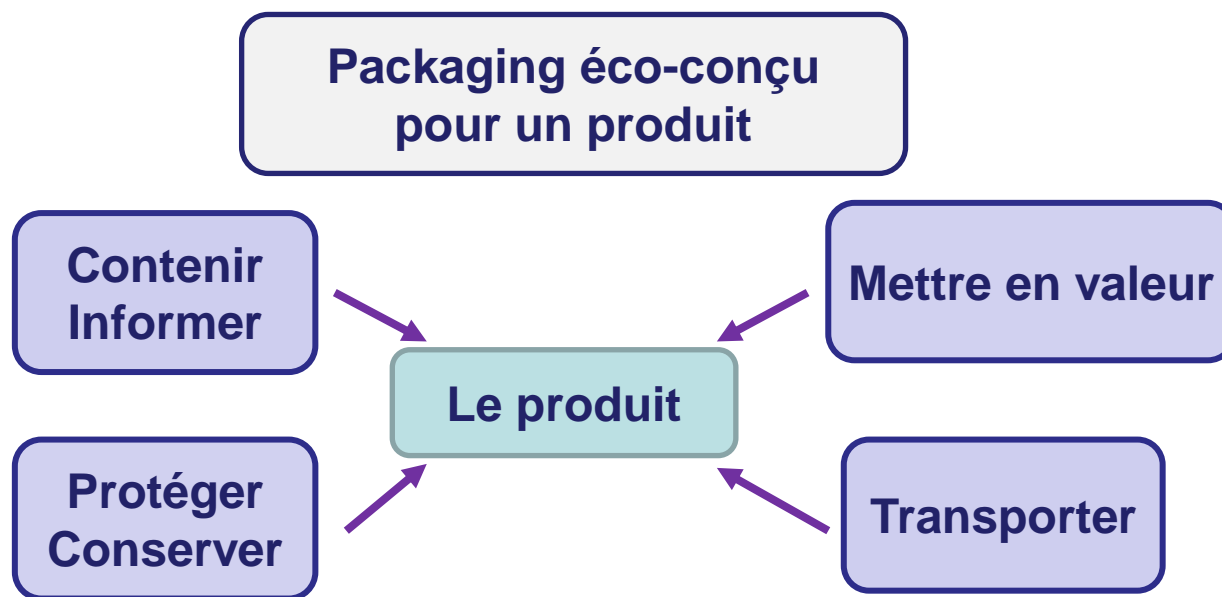 Packaging éco-conçu
pour un produit
Contenir
Informer
Mettre en valeur
Le produit
Protéger
Conserver
Transporter